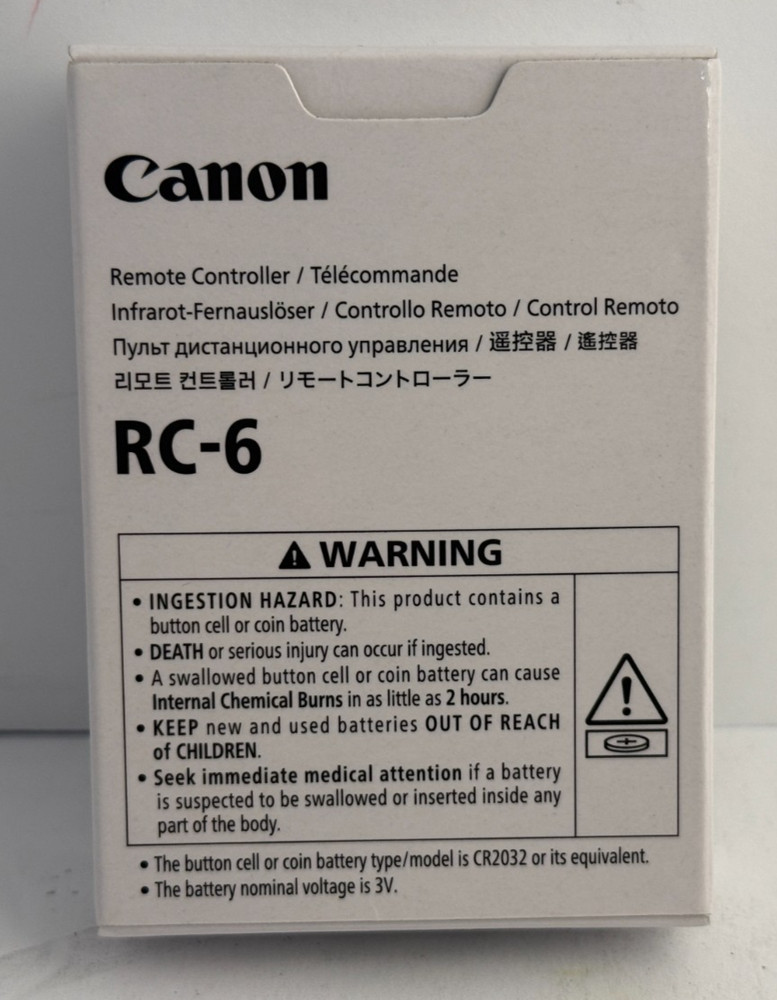 Canon
Remote Controller / Télécommande
Infrarot-Fernauslöser / Controllo Remoto / Control Remoto
Пульт дистанционного управления / 遥控器 / 遙控器
리모트 컨트롤러 / リモートコントローラー
RC-6
⚠ WARNING
• INGESTION HAZARD: This product contains a
button cell or coin battery.
• DEATH or serious injury can occur if ingested.
• A swallowed button cell or coin battery can cause
Internal Chemical Burns in as little as 2 hours.
• KEEP new and used batteries OUT OF REACH
of CHILDREN.
• Seek immediate medical attention if a battery
is suspected to be swallowed or inserted inside any
part of the body.
• The button cell or coin battery type/model is CR2032 or its equivalent.
• The battery nominal voltage is 3V.